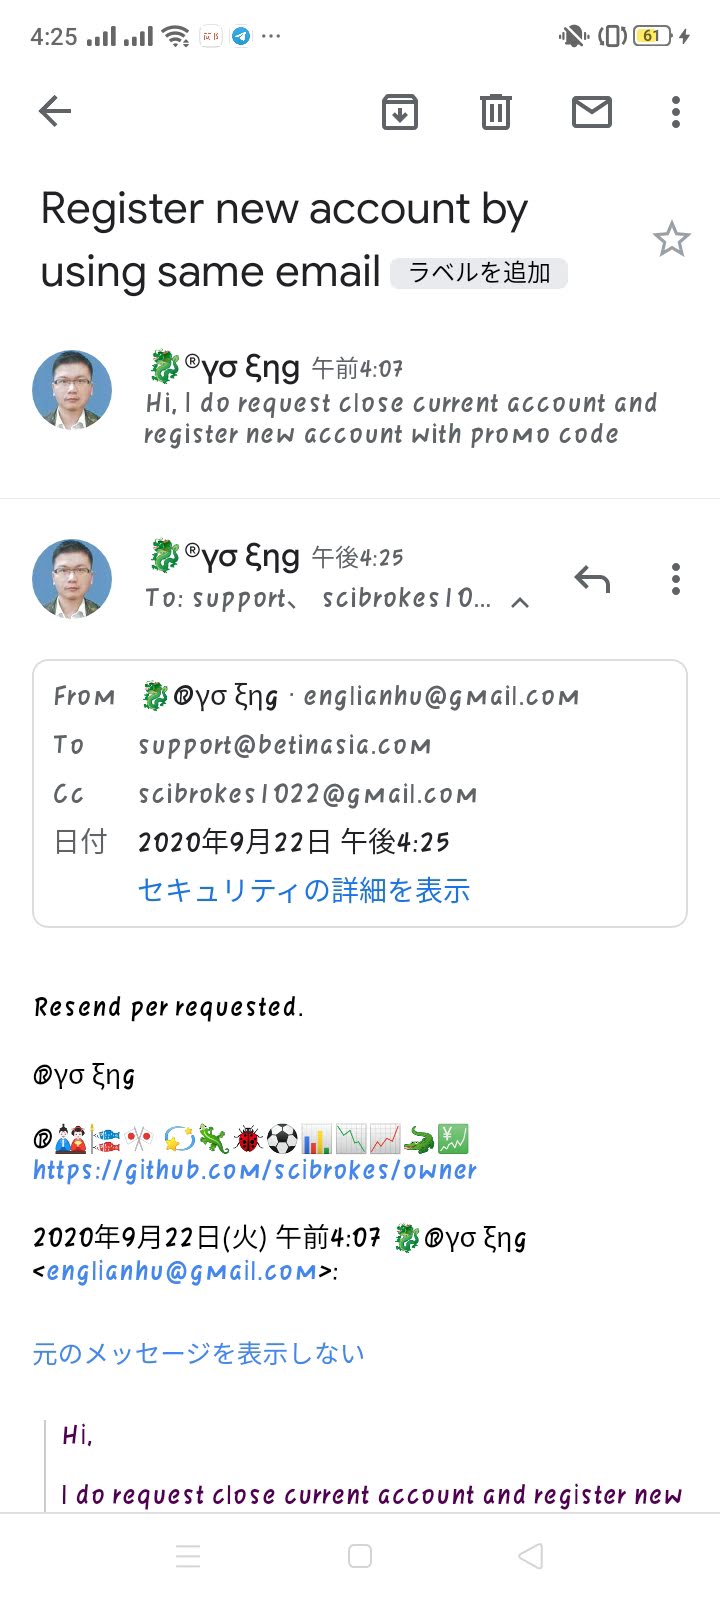 4:25
61
Register new account by
using same email ラベルを追加
🐉®γσ ξηg 午前4:07
Hi, I do request close current account and
register new account with promo code
🐉®γσ ξηg 午後4:25
To: support、 scibrokes10...
From 🐉®γσ ξηg · englianhu@gmail.com
To support@betinasia.com
Cc scibrokes1022@gmail.com
日付 2020年9月22日 午後4:25
セキュリティの詳細を表示
Resend per requested.
®γσ ξηg
®🎎🎏🎌 💫🦎🐞⚽📊📉📈🐊💹
https://github.com/scibrokes/owner
2020年9月22日(火) 午前4:07 🐉®γσ ξηg
<englianhu@gmail.com>:
元のメッセージを表示しない
Hi,
I do request close current account and register new